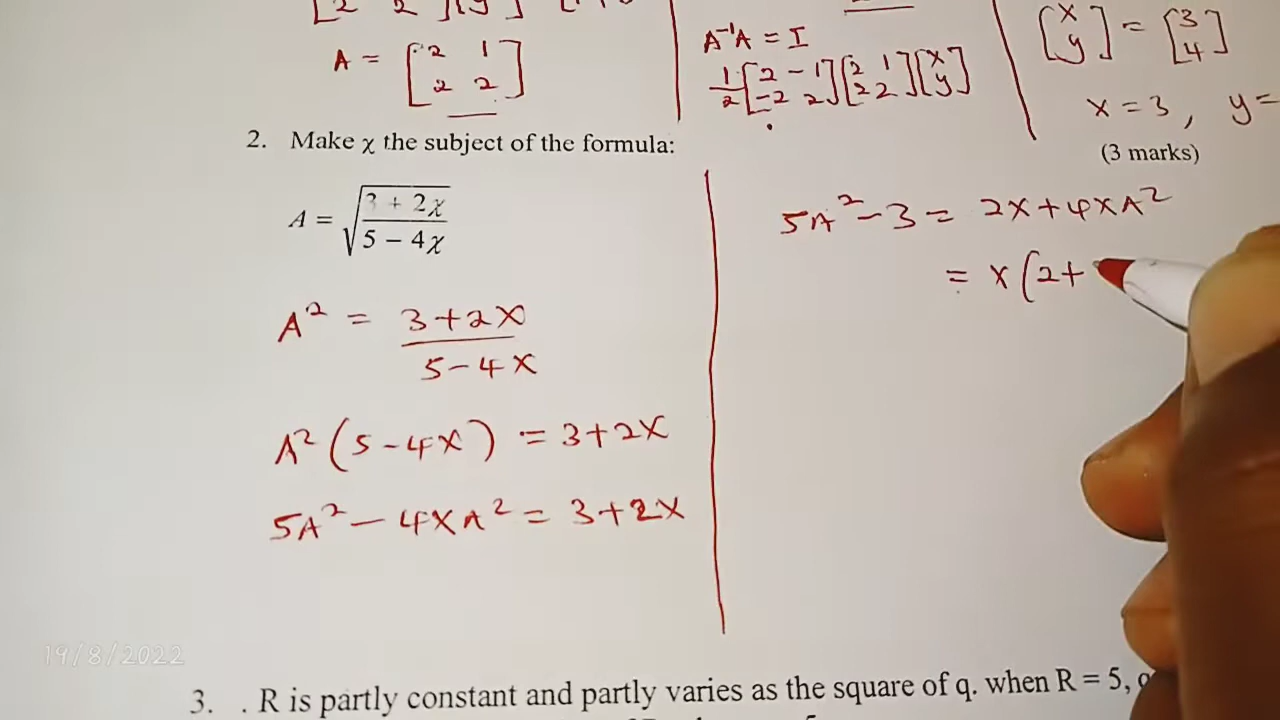 A = [2 1
2 2]
A⁻¹A = I
1/2 [2 -1 [2 1 [x
-2 2] 2 2] y]
[x = [3
y] 4]
x = 3, y =
2. Make χ the subject of the formula:
(3 marks)
A = √(3 + 2χ / 5 − 4χ)
A² = 3+2x / 5-4x
A² (5-4x) = 3+2x
5A² - 4xA² = 3+2x
5A² - 3 = 2x+4xA²
= x(2+
19/8/2022
3. . R is partly constant and partly varies as the square of q. when R = 5,